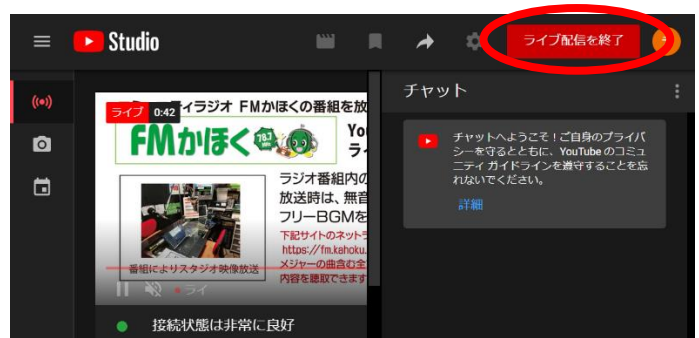 Studio
ライブ配信を終了
ライブ 0:42
ィラジオ FMかほくの番組を放
FMかほく 78.7
You
ラ
ラジオ番組内の
放送時は、無音
フリーBGMを
下記サイトのネットラ
https://fm.kahoku.
メジャーの曲含む全
内容を聴取できます
番組によりスタジオ映像放送
ライ
接続状態は非常に良好
チャット
チャットへようこそ！ご自身のプライバ
シーを守るとともに、YouTube のコミュ
ニティ ガイドラインを遵守することを忘
れないでください。
詳細